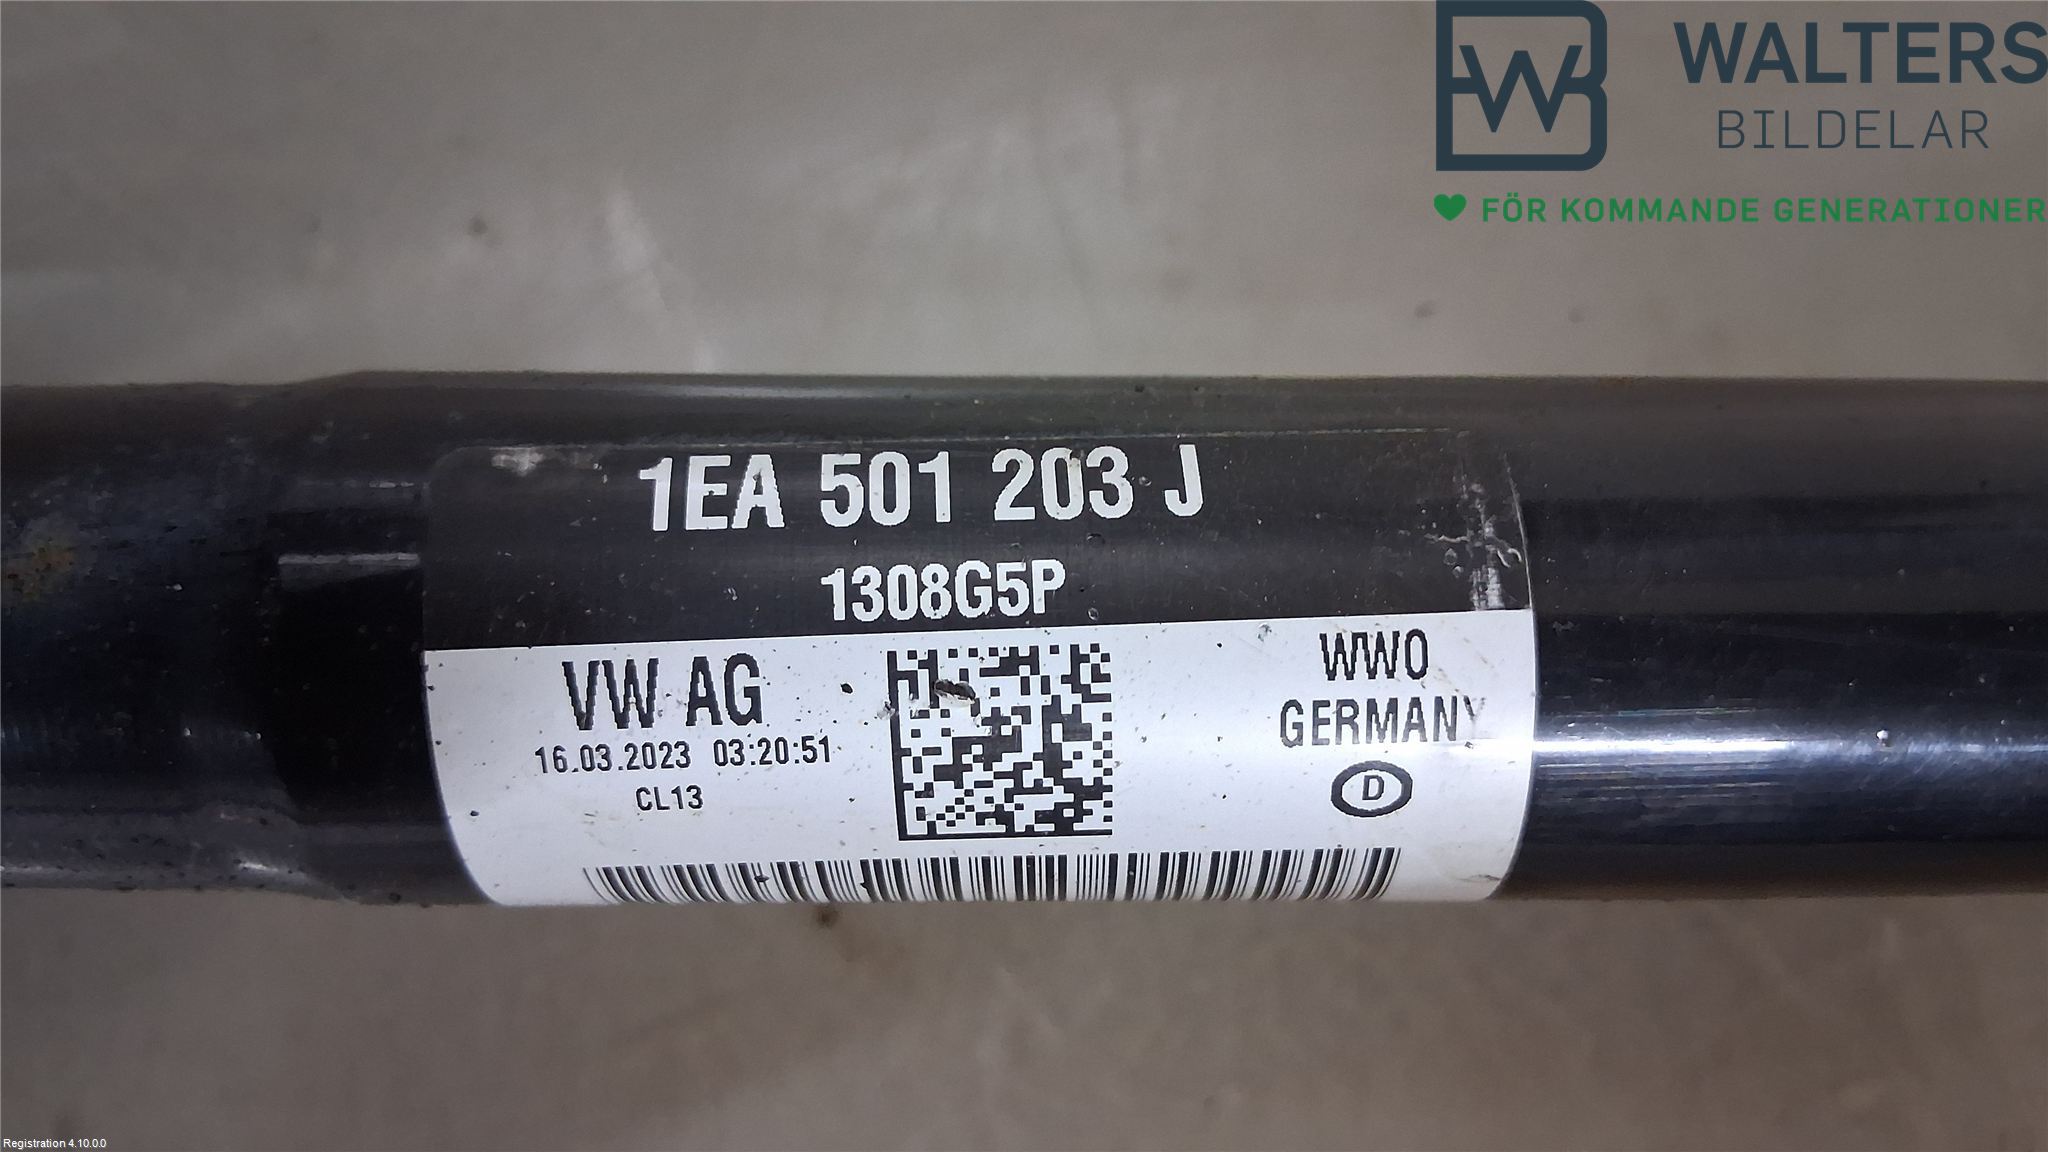 WALTERS
BILDELAR
FÖR KOMMANDE GENERATIONER
1EA 501 203 J
1308G5P
VW AG
16.03.2023 03:20:51
CL13
WWO
GERMANY
D
Registration 4.10.0.0